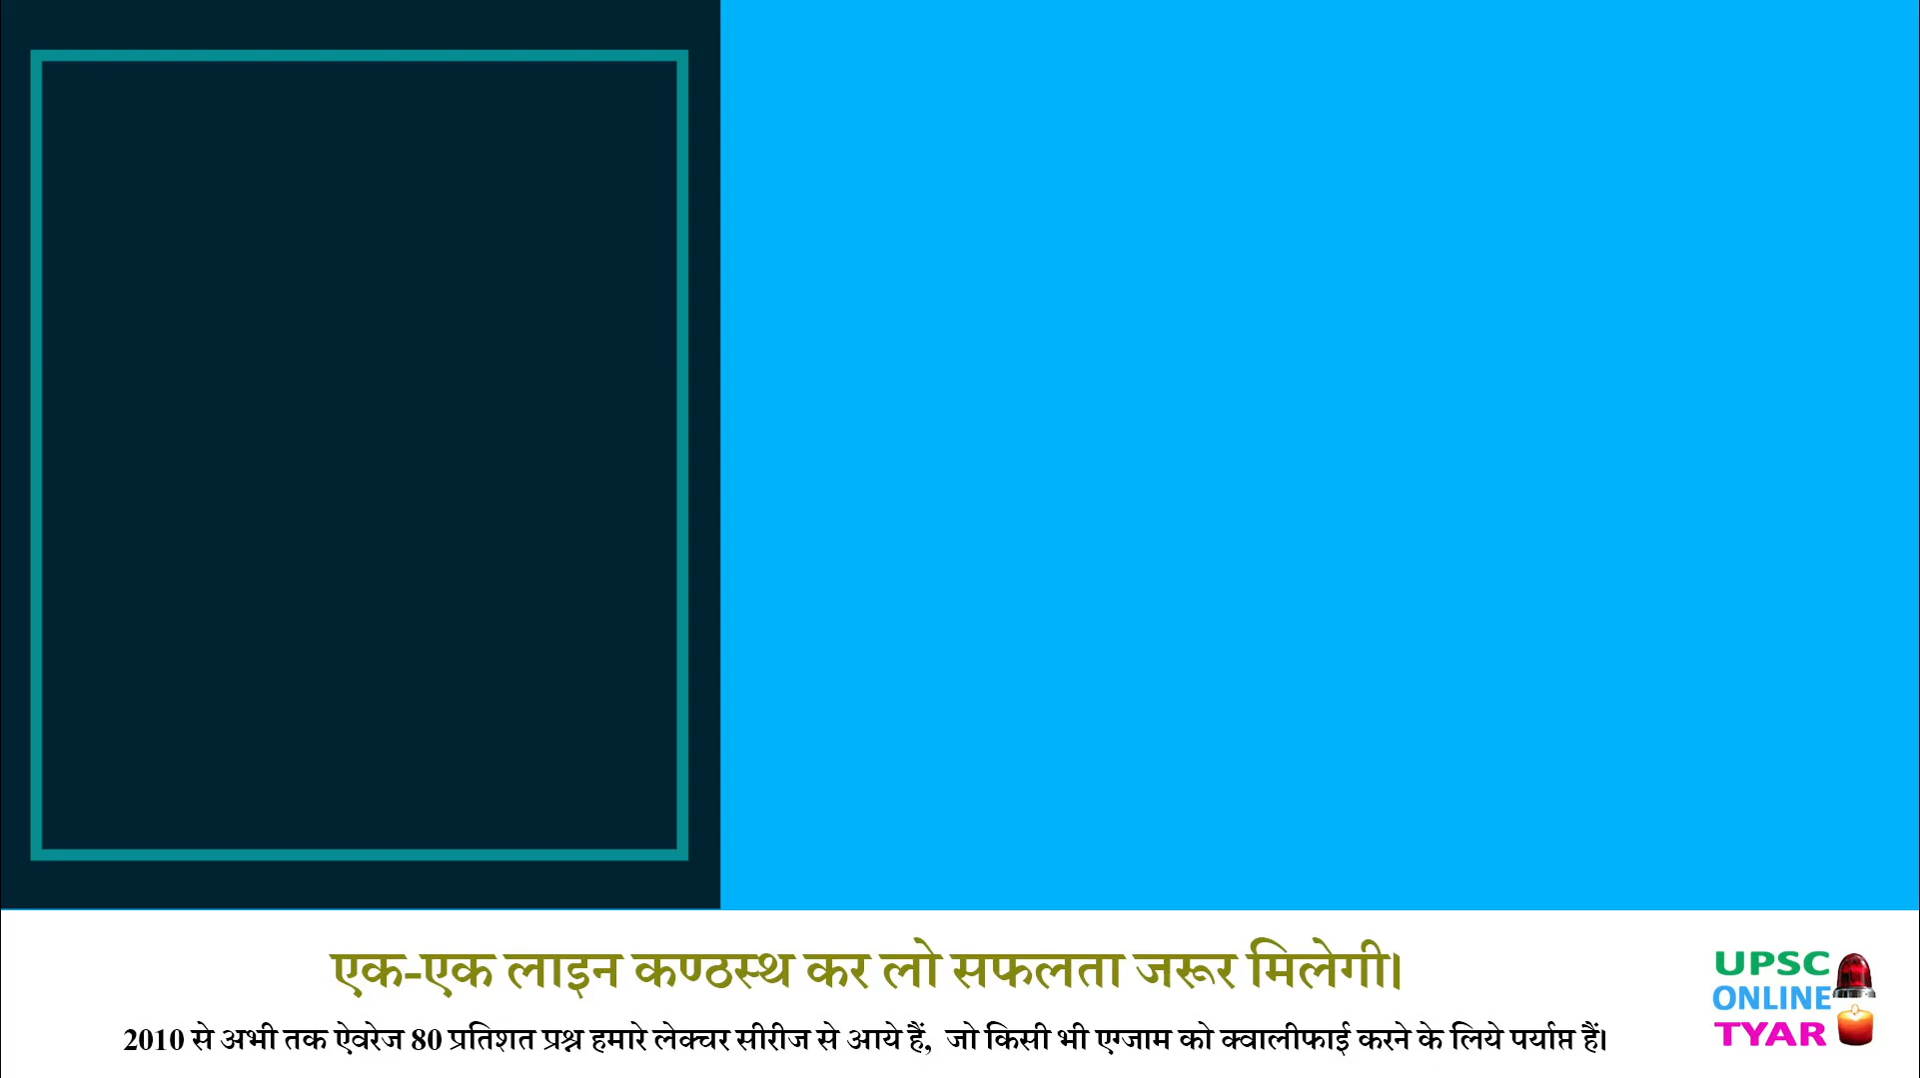 एक-एक लाइन कण्ठस्थ कर लो सफलता जरूर मिलेगी।
2010 से अभी तक ऐवरेज 80 प्रतिशत प्रश्न हमारे लेक्चर सीरीज से आये हैं, जो किसी भी एग्जाम को क्वालीफाई करने के लिये पर्याप्त हैं।
UPSC
ONLINE
TYAR